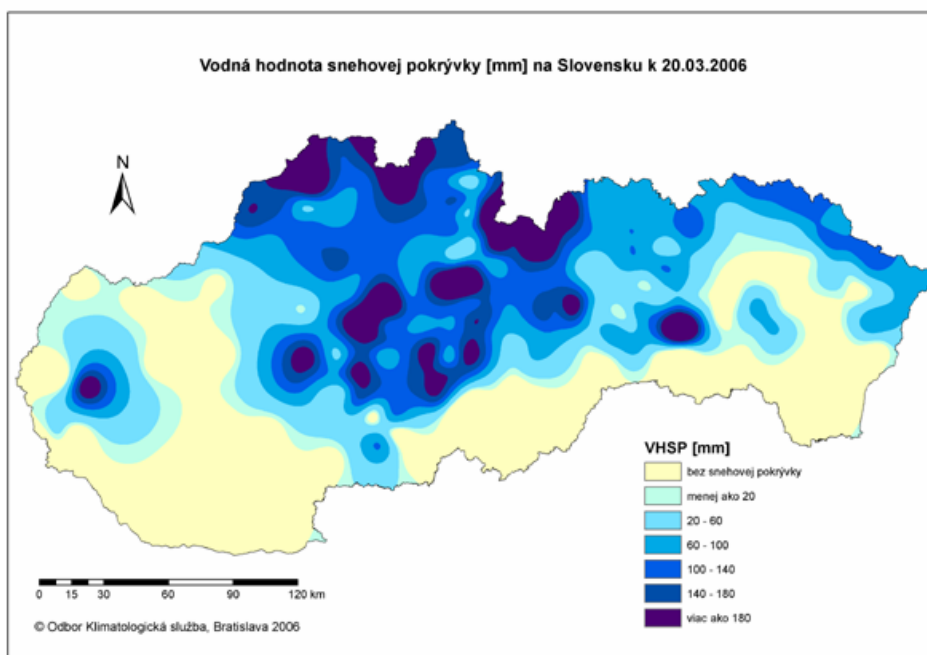 Vodná hodnota snehovej pokrývky [mm] na Slovensku k 20.03.2006
N
VHSP [mm]
bez snehovej pokrývky
menej ako 20
20 - 60
60 - 100
100 - 140
140 - 180
viac ako 180
0 15 30 60 90 120 km
© Odbor Klimatologická služba, Bratislava 2006